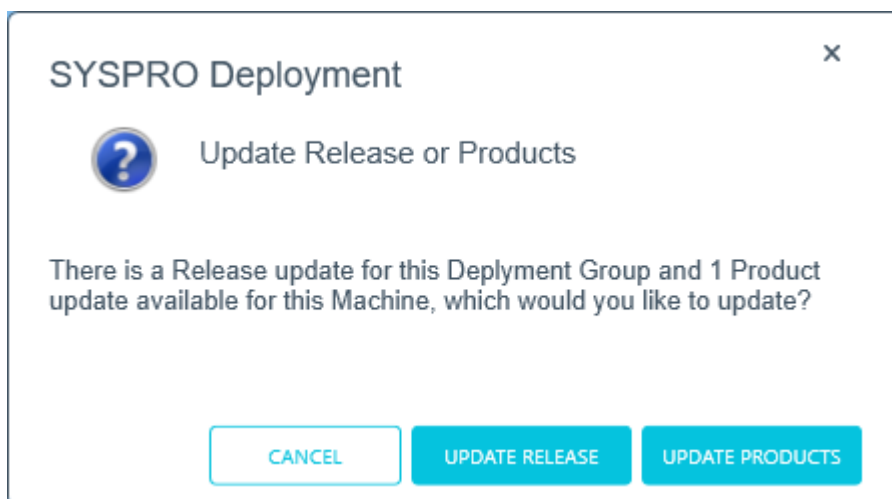 SYSPRO Deployment
Update Release or Products
There is a Release update for this Deplyment Group and 1 Product
update available for this Machine, which would you like to update?
CANCEL
UPDATE RELEASE
UPDATE PRODUCTS